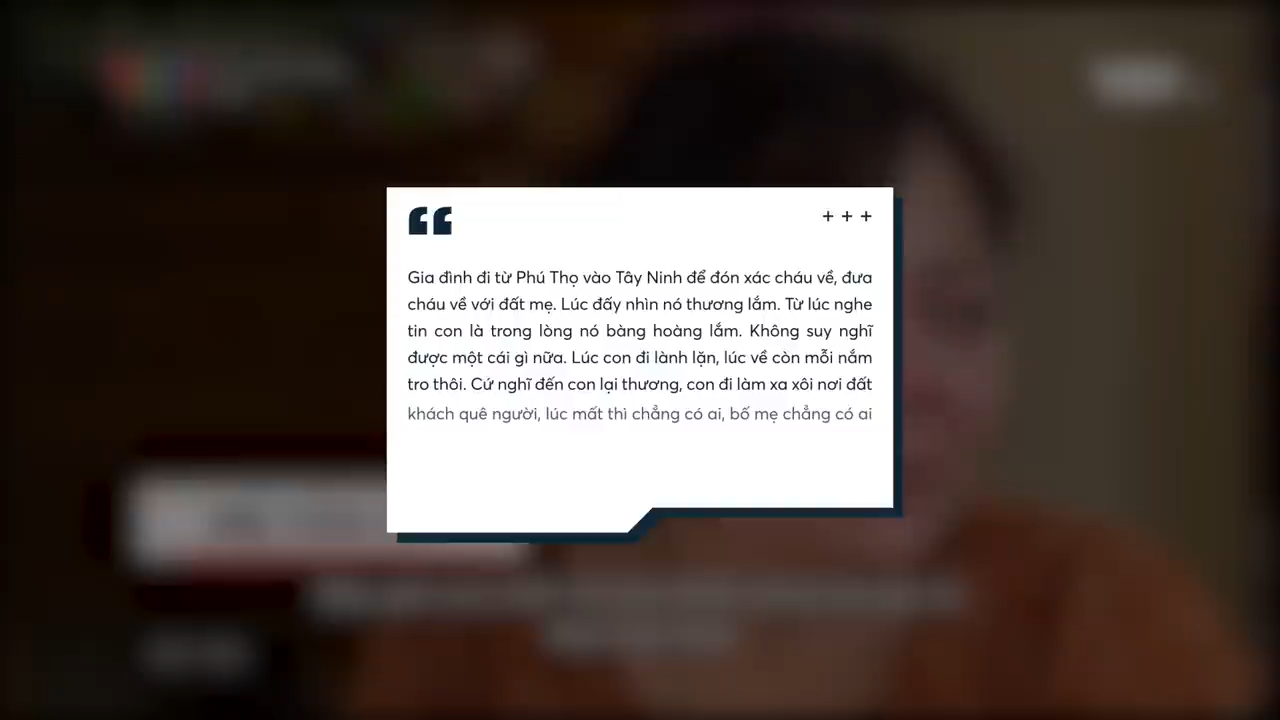 + + +
Gia đình đi từ Phú Thọ vào Tây Ninh để đón xác cháu về, đưa
cháu về với đất mẹ. Lúc đấy nhìn nó thương lắm. Từ lúc nghe
tin con là trong lòng nó bàng hoàng lắm. Không suy nghĩ
được một cái gì nữa. Lúc con đi lành lặn, lúc về còn mỗi nắm
tro thôi. Cứ nghĩ đến con lại thương, con đi làm xa xôi nơi đất
khách quê người, lúc mất thì chẳng có ai, bố mẹ chẳng có ai